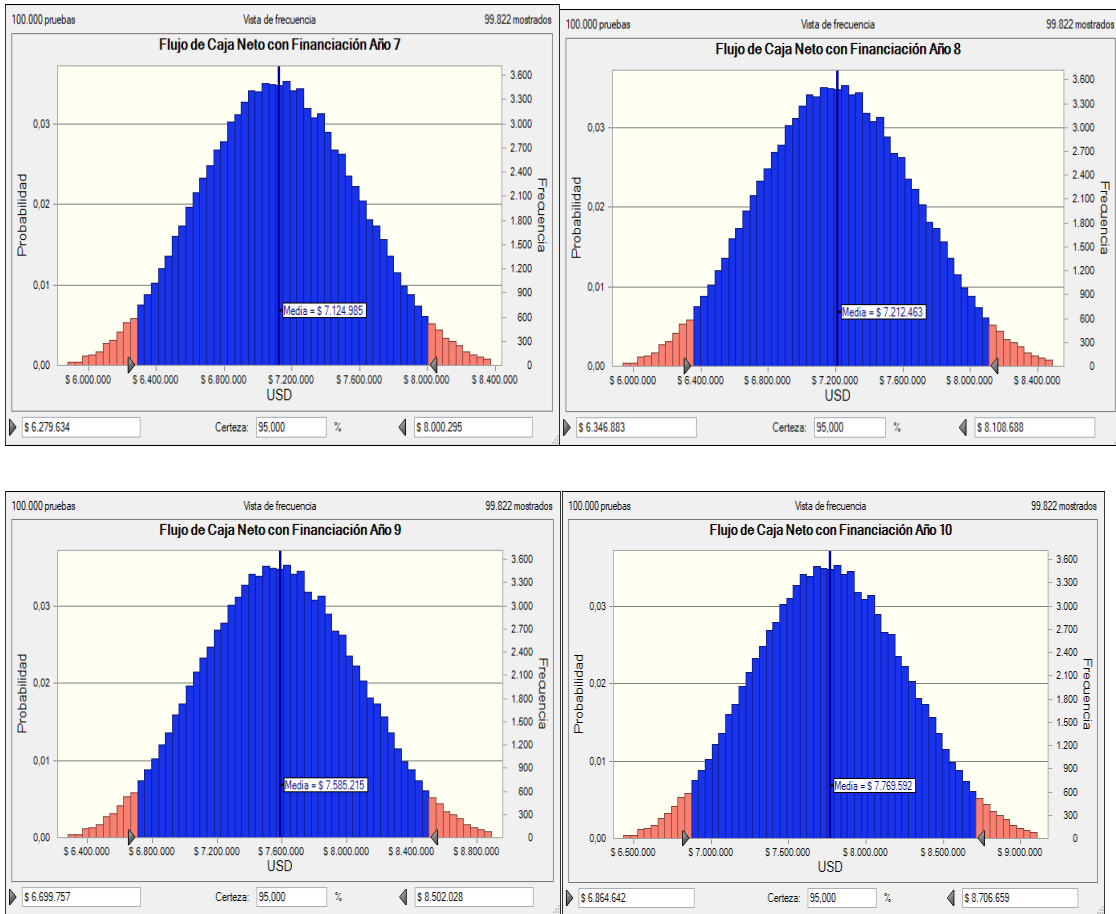 100.000 pruebas Vista de frecuencia 99.822 mostrados
Flujo de Caja Neto con Financiación Año 7
Probabilidad
0,03
0,02
0,01
0,00
3.600
3.300
3.000
2.700
2.400
2.100
1.800
1.500
1.200
900
600
300
0
Frecuencia
Media = $ 7.124.985
$ 6.000.000 $ 6.400.000 $ 6.800.000 $ 7.200.000 $ 7.600.000 $ 8.000.000 $ 8.400.000
USD
$ 6.279.634 Certeza: 95,000 % $ 8.000.295
100.000 pruebas Vista de frecuencia 99.822 mostrados
Flujo de Caja Neto con Financiación Año 8
Probabilidad
0,03
0,02
0,01
0,00
3.600
3.300
3.000
2.700
2.400
2.100
1.800
1.500
1.200
900
600
300
0
Frecuencia
Media = $ 7.212.463
$ 6.000.000 $ 6.400.000 $ 6.800.000 $ 7.200.000 $ 7.600.000 $ 8.000.000 $ 8.400.000
USD
$ 6.346.883 Certeza: 95,000 % $ 8.108.688
100.000 pruebas Vista de frecuencia 99.822 mostrados
Flujo de Caja Neto con Financiación Año 9
Probabilidad
0,03
0,02
0,01
0,00
3.600
3.300
3.000
2.700
2.400
2.100
1.800
1.500
1.200
900
600
300
0
Frecuencia
Media = $ 7.585.215
$ 6.400.000 $ 6.800.000 $ 7.200.000 $ 7.600.000 $ 8.000.000 $ 8.400.000 $ 8.800.000
USD
$ 6.699.757 Certeza: 95,000 % $ 8.502.028
100.000 pruebas Vista de frecuencia 99.822 mostrados
Flujo de Caja Neto con Financiación Año 10
Probabilidad
0,03
0,02
0,01
0,00
3.600
3.300
3.000
2.700
2.400
2.100
1.800
1.500
1.200
900
600
300
0
Frecuencia
Media = $ 7.769.592
$ 6.500.000 $ 7.000.000 $ 7.500.000 $ 8.000.000 $ 8.500.000 $ 9.000.000
USD
$ 6.864.642 Certeza: 95,000 % $ 8.706.659